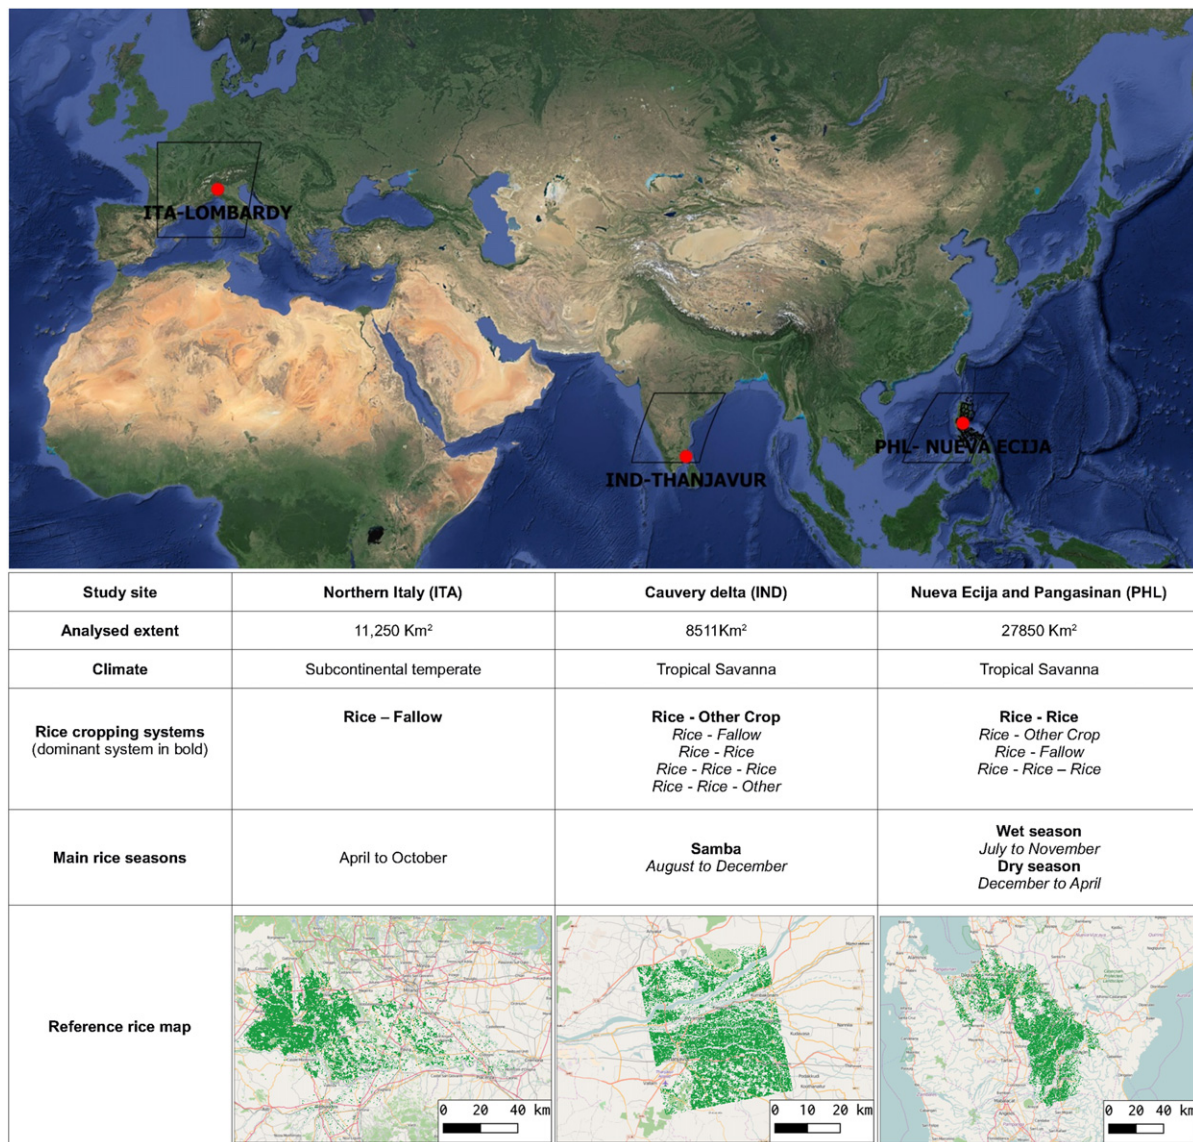 ITA-LOMBARDY
PHL- NUEVA ECIJA
IND-THANJAVUR
Study site
Northern Italy (ITA)
Cauvery delta (IND)
Nueva Ecija and Pangasinan (PHL)
Analysed extent
11,250 Km²
8511Km²
27850 Km²
Climate
Subcontinental temperate
Tropical Savanna
Tropical Savanna
Rice cropping systems
(dominant system in bold)
Rice – Fallow
Rice - Other Crop
Rice - Fallow
Rice - Rice
Rice - Rice - Rice
Rice - Rice - Other
Rice - Rice
Rice - Other Crop
Rice - Fallow
Rice - Rice – Rice
Main rice seasons
April to October
Samba
August to December
Wet season
July to November
Dry season
December to April
Reference rice map
0 20 40 km
0 10 20 km
0 20 40 km